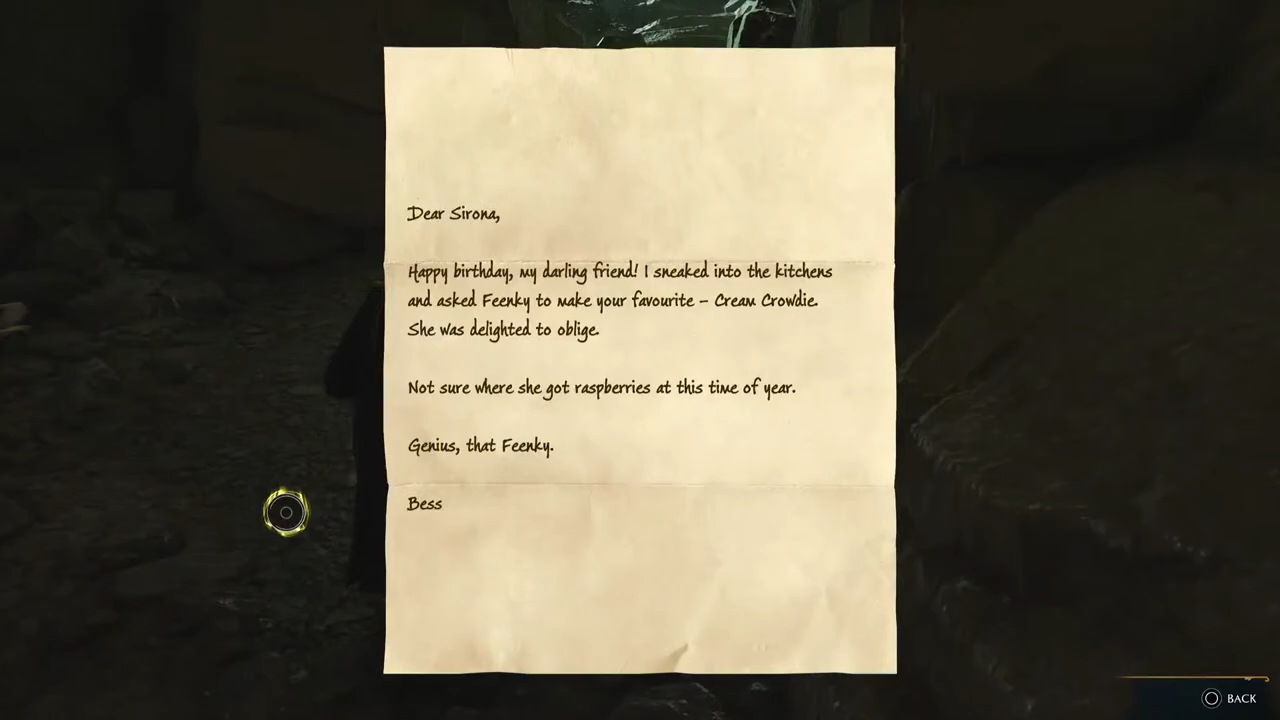 Dear Sirona,
Happy birthday, my darling friend! I sneaked into the kitchens
and asked Feenky to make your favourite – Cream Crowdie.
She was delighted to oblige.
Not sure where she got raspberries at this time of year.
Genius, that Feenky.
Bess
BACK